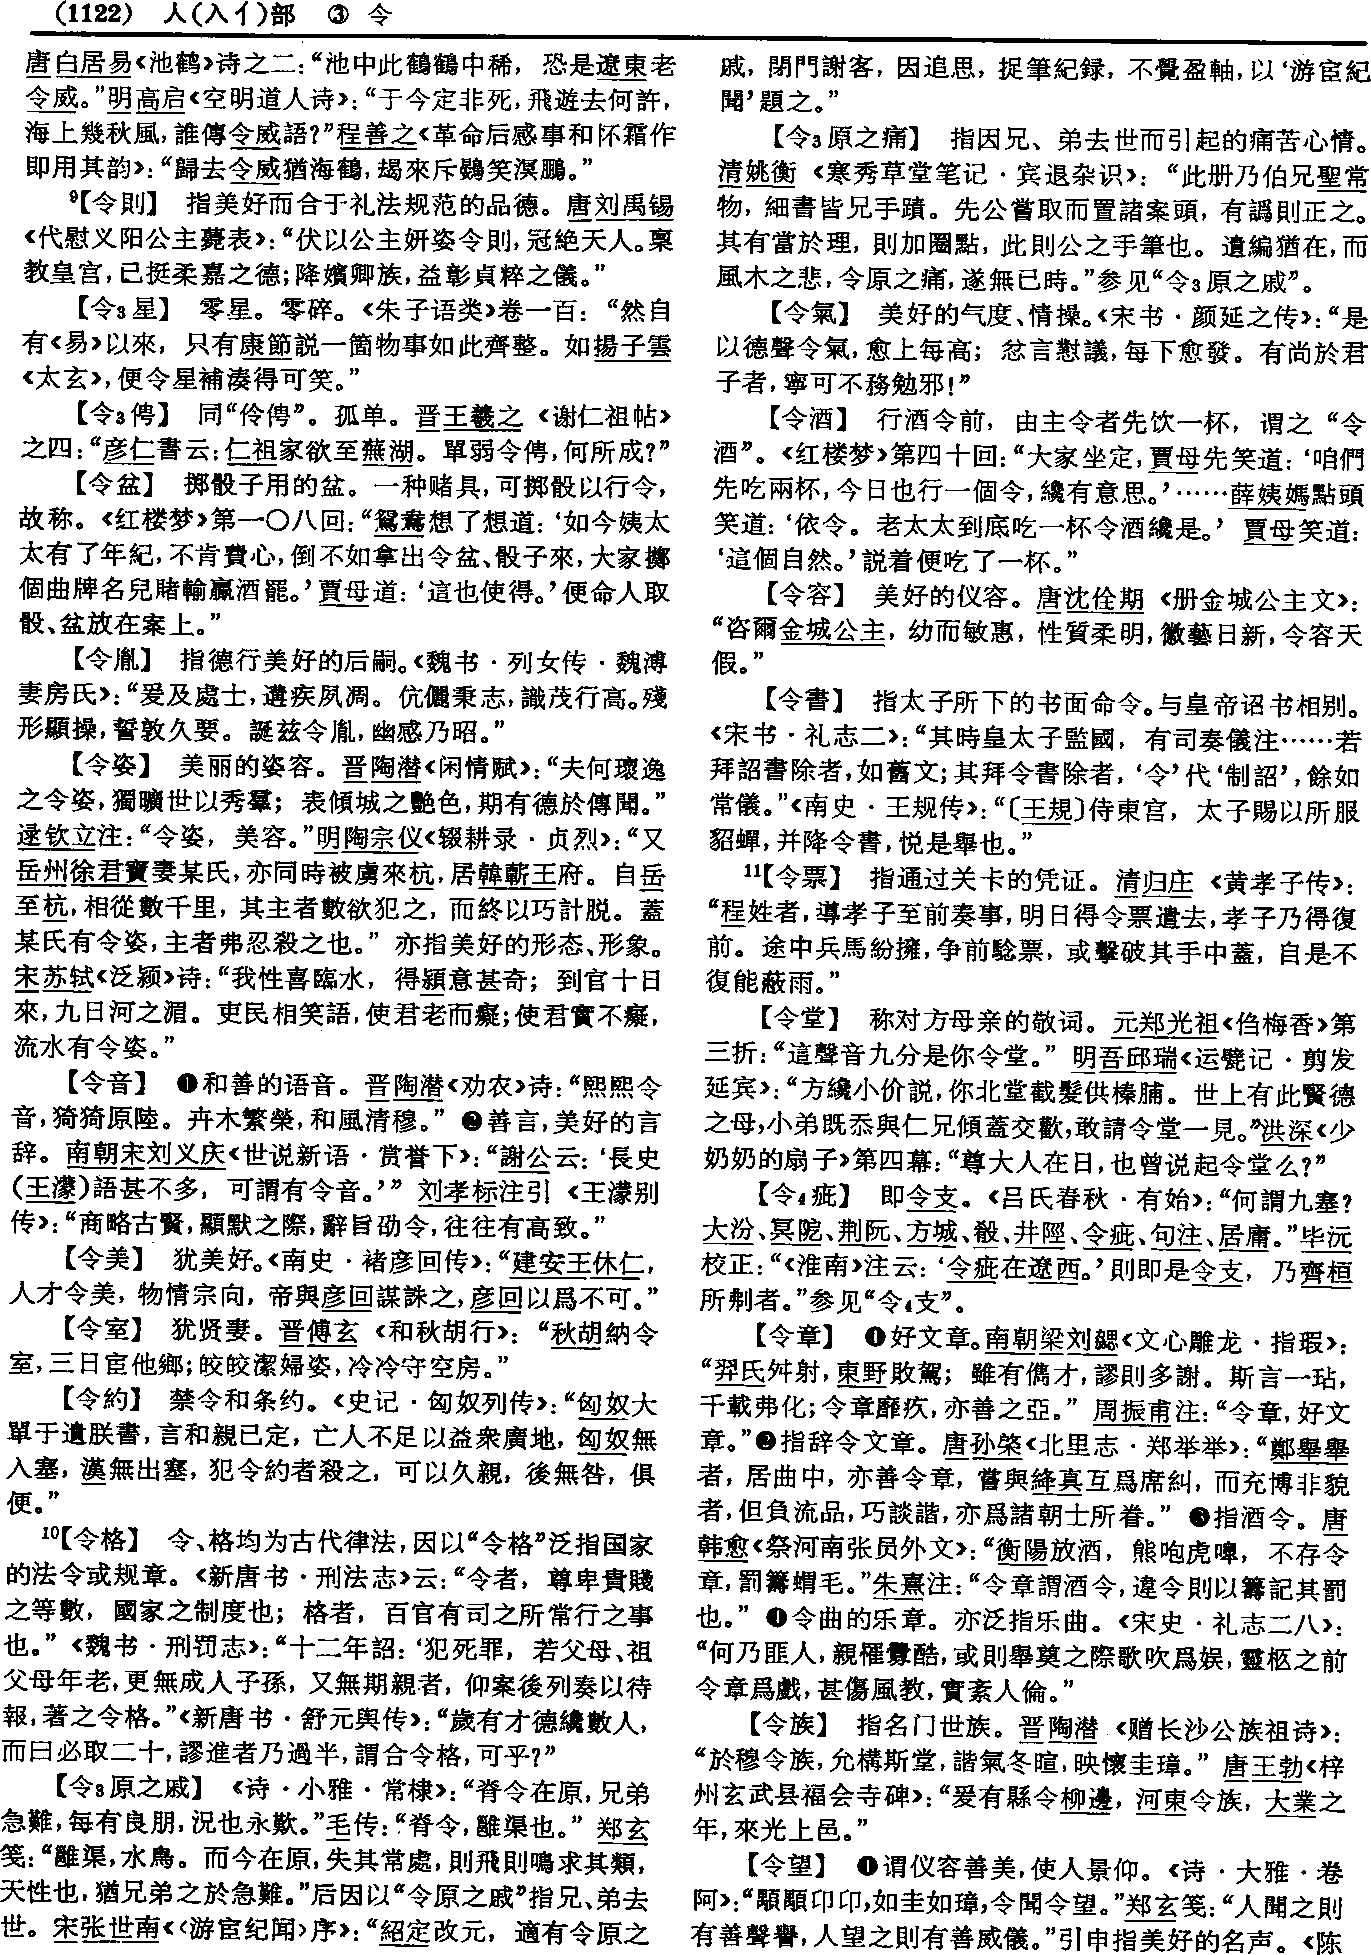 (1122) 人(入亻)部 ③ 令
唐白居易《池鹤》诗之二：“池中此鶴鶴中稀，恐是遼東老
令威。”明高启《空明道人诗》：“于今定非死，飛遊去何許，
海上幾秋風，誰傳令威語？”程善之《革命后感事和怀霜作
即用其韵》：“歸去令威猶海鶴，朅來斥鷃笑溟鵬。”
⁹【令則】 指美好而合于礼法规范的品德。唐刘禹锡
《代慰义阳公主薨表》：“伏以公主妍姿令則，冠絶天人。稟
教皇宫，已挺柔嘉之德；降嬪卿族，益彰貞粹之儀。”
【令₃星】 零星。零碎。《朱子语类》卷一百：“然自
有《易》以來，只有康節説一箇物事如此齊整。如揚子雲
《太玄》，便令星補湊得可笑。”
【令₃俜】 同“伶俜”。孤单。晋王羲之《谢仁祖帖》
之四：“彦仁書云：仁祖家欲至蕪湖。單弱令俜，何所成？”
【令盆】 掷骰子用的盆。一种赌具，可掷骰以行令，
故称。《红楼梦》第一〇八回：“鴛鴦想了想道：‘如今姨太
太有了年紀，不肯費心，倒不如拿出令盆、骰子來，大家擲
個曲牌名兒賭輸贏酒罷。’賈母道：‘這也使得。’便命人取
骰、盆放在案上。”
【令胤】 指德行美好的后嗣。《魏书·列女传·魏溥
妻房氏》：“爰及處士，遘疾夙凋。伉儷秉志，識茂行高。殘
形顯操，誓敦久要。誕兹令胤，幽感乃昭。”
【令姿】 美丽的姿容。晋陶潜《闲情赋》：“夫何瓌逸
之令姿，獨曠世以秀羣；表傾城之艷色，期有德於傳聞。”
逯钦立注：“令姿，美容。”明陶宗仪《辍耕录·贞烈》：“又
岳州徐君寶妻某氏，亦同時被虜來杭，居韓蘄王府。自岳
至杭，相從數千里，其主者數欲犯之，而終以巧計脱。蓋
某氏有令姿，主者弗忍殺之也。”亦指美好的形态、形象。
宋苏轼《泛颍》诗：“我性喜臨水，得潁意甚奇；到官十日
來，九日河之湄。吏民相笑語，使君老而癡；使君實不癡，
流水有令姿。”
【令音】 ❶和善的语音。晋陶潜《劝农》诗：“熙熙令
音，猗猗原陸。卉木繁榮，和風清穆。”❷善言，美好的言
辞。南朝宋刘义庆《世说新语·赏誉下》：“謝公云：‘長史
(王濛)語甚不多，可謂有令音。’”刘孝标注引《王濛别
传》：“商略古賢，顯默之際，辭旨劭令，往往有高致。”
【令美】 犹美好。《南史·褚彦回传》：“建安王休仁，
人才令美，物情宗向，帝與彦回謀誅之，彦回以爲不可。”
【令室】 犹贤妻。晋傅玄《和秋胡行》：“秋胡納令
室，三日宦他鄉；皎皎潔婦姿，冷冷守空房。”
【令約】 禁令和条约。《史记·匈奴列传》：“匈奴大
單于遺朕書，言和親已定，亡人不足以益衆廣地，匈奴無
入塞，漢無出塞，犯令約者殺之，可以久親，後無咎，俱
便。”
¹⁰【令格】 令、格均为古代律法，因以“令格”泛指国家
的法令或规章。《新唐书·刑法志》云：“令者，尊卑貴賤
之等數，國家之制度也；格者，百官有司之所常行之事
也。”《魏书·刑罚志》：“十二年詔：‘犯死罪，若父母、祖
父母年老，更無成人子孫，又無期親者，仰案後列奏以待
報，著之令格。”《新唐书·舒元舆传》：“歲有才德纔數人，
而曰必取二十，謬進者乃過半，謂合令格，可乎？”
【令₃原之戚】 《诗·小雅·常棣》：“脊令在原，兄弟
急難，每有良朋，況也永歎。”毛传：“脊令，雝渠也。”郑玄
笺：“雝渠，水鳥。而今在原，失其常處，則飛則鳴求其類，
天性也，猶兄弟之於急難。”后因以“令原之戚”指兄、弟去
世。宋张世南《〈游宦纪闻〉序》：“紹定改元，適有令原之
戚，閉門謝客，因追思，捉筆紀録，不覺盈軸，以‘游宦紀
聞’題之。”
【令₃原之痛】 指因兄、弟去世而引起的痛苦心情。
清姚衡《寒秀草堂笔记·宾退杂识》：“此册乃伯兄聖常
物，細書皆兄手蹟。先公嘗取而置諸案頭，有譌則正之。
其有當於理，則加圈點，此則公之手筆也。遺編猶在，而
風木之悲，令原之痛，遂無已時。”参见“令₃原之戚”。
【令氣】 美好的气度、情操。《宋书·颜延之传》：“是
以德聲令氣，愈上每高；忿言懟議，每下愈發。有尚於君
子者，寧可不務勉邪！”
【令酒】 行酒令前，由主令者先饮一杯，谓之“令
酒”。《红楼梦》第四十回：“大家坐定，賈母先笑道：‘咱們
先吃兩杯，今日也行一個令，纔有意思。’……薛姨媽點頭
笑道：‘依令。老太太到底吃一杯令酒纔是。’賈母笑道：
‘這個自然。’説着便吃了一杯。”
【令容】 美好的仪容。唐沈佺期《册金城公主文》：
“咨爾金城公主，幼而敏惠，性質柔明，徽藝日新，令容天
假。”
【令書】 指太子所下的书面命令。与皇帝诏书相别。
《宋书·礼志二》：“其時皇太子監國，有司奏儀注……若
拜詔書除者，如舊文；其拜令書除者，‘令’代‘制詔’，餘如
常儀。”《南史·王规传》：“〔王規〕侍東宫，太子賜以所服
貂蟬，并降令書，悦是舉也。”
¹¹【令票】 指通过关卡的凭证。清归庄《黄孝子传》：
“程姓者，導孝子至前奏事，明日得令票遣去，孝子乃得復
前。途中兵馬紛擁，争前驗票，或擊破其手中蓋，自是不
復能蔽雨。”
【令堂】 称对方母亲的敬词。元郑光祖《㑇梅香》第
三折：“這聲音九分是你令堂。”明吾邱瑞《运甓记·剪发
延宾》：“方纔小价説，你北堂截髮供榛脯。世上有此賢德
之母，小弟既忝與仁兄傾蓋交歡，敢請令堂一見。”洪深《少
奶奶的扇子》第四幕：“尊大人在日，也曾说起令堂么？”
【令₄疵】 即令支。《吕氏春秋·有始》：“何謂九塞？
大汾、冥阸、荆阮、方城、殽、井陘、令疵、句注、居庸。”毕沅
校正：“《淮南》注云：‘令疵在遼西。’則即是令支，乃齊桓
所刜者。”参见“令₄支”。
【令章】 ❶好文章。南朝梁刘勰《文心雕龙·指瑕》：
“羿氏舛射，東野敗駕；雖有儁才，謬則多謝。斯言一玷，
千載弗化；令章靡疚，亦善之亞。”周振甫注：“令章，好文
章。”❷指辞令文章。唐孙棨《北里志·郑举举》：“鄭舉舉
者，居曲中，亦善令章，嘗與絳真互爲席糾，而充博非貌
者，但負流品，巧談諧，亦爲諸朝士所眷。”❸指酒令。唐
韩愈《祭河南张员外文》：“衡陽放酒，熊咆虎嘷，不存令
章，罰籌蝟毛。”朱熹注：“令章謂酒令，違令則以籌記其罰
也。”❹令曲的乐章。亦泛指乐曲。《宋史·礼志二八》：
“何乃匪人，親罹釁酷，或則舉奠之際歌吹爲娱，靈柩之前
令章爲戲，甚傷風教，實紊人倫。”
【令族】 指名门世族。晋陶潜《赠长沙公族祖诗》：
“於穆令族，允構斯堂，諧氣冬暄，映懷圭璋。”唐王勃《梓
州玄武县福会寺碑》：“爰有縣令柳邊，河東令族，大業之
年，來光上邑。”
【令望】 ❶谓仪容善美，使人景仰。《诗·大雅·卷
阿》：“顒顒卬卬，如圭如璋，令聞令望。”郑玄笺：“人聞之則
有善聲譽，人望之則有善威儀。”引申指美好的名声。《陈